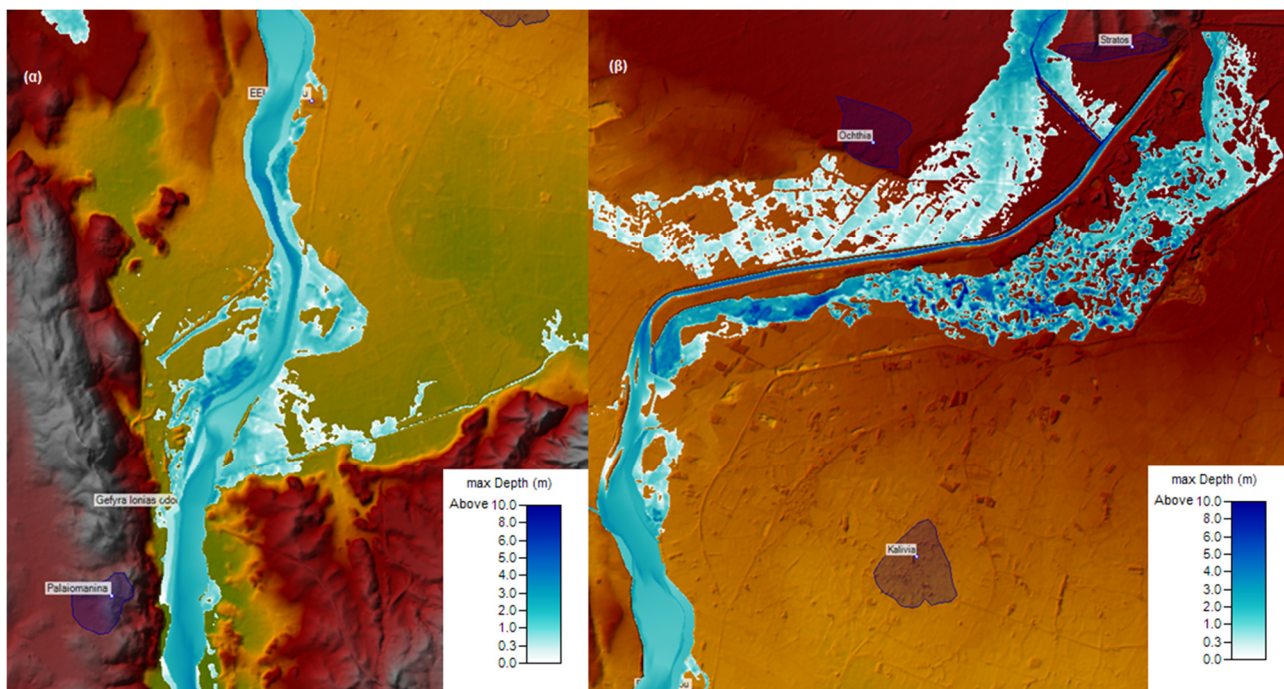 (α)
Gefyra Ionias odo
Palaiomanina
max Depth (m)
Above 10.0
8.0
6.0
5.0
4.0
3.0
2.0
1.0
0.3
0.0
(β)
Stratos
Ochthia
Kalivia
max Depth (m)
Above 10.0
8.0
6.0
5.0
4.0
3.0
2.0
1.0
0.3
0.0